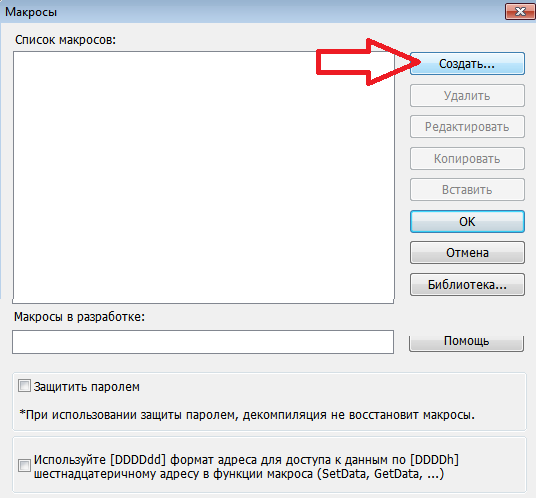 Макросы
Список макросов:
Создать...
Удалить
Редактировать
Копировать
Вставить
OK
Отмена
Библиотека...
Макросы в разработке:
Помощь
Защитить паролем
*При использовании защиты паролем, декомпиляция не восстановит макросы.
Используйте [DDDDdd] формат адреса для доступа к данным по [DDDDh]
шестнадцатеричному адресу в функции макроса (SetData, GetData, ...)